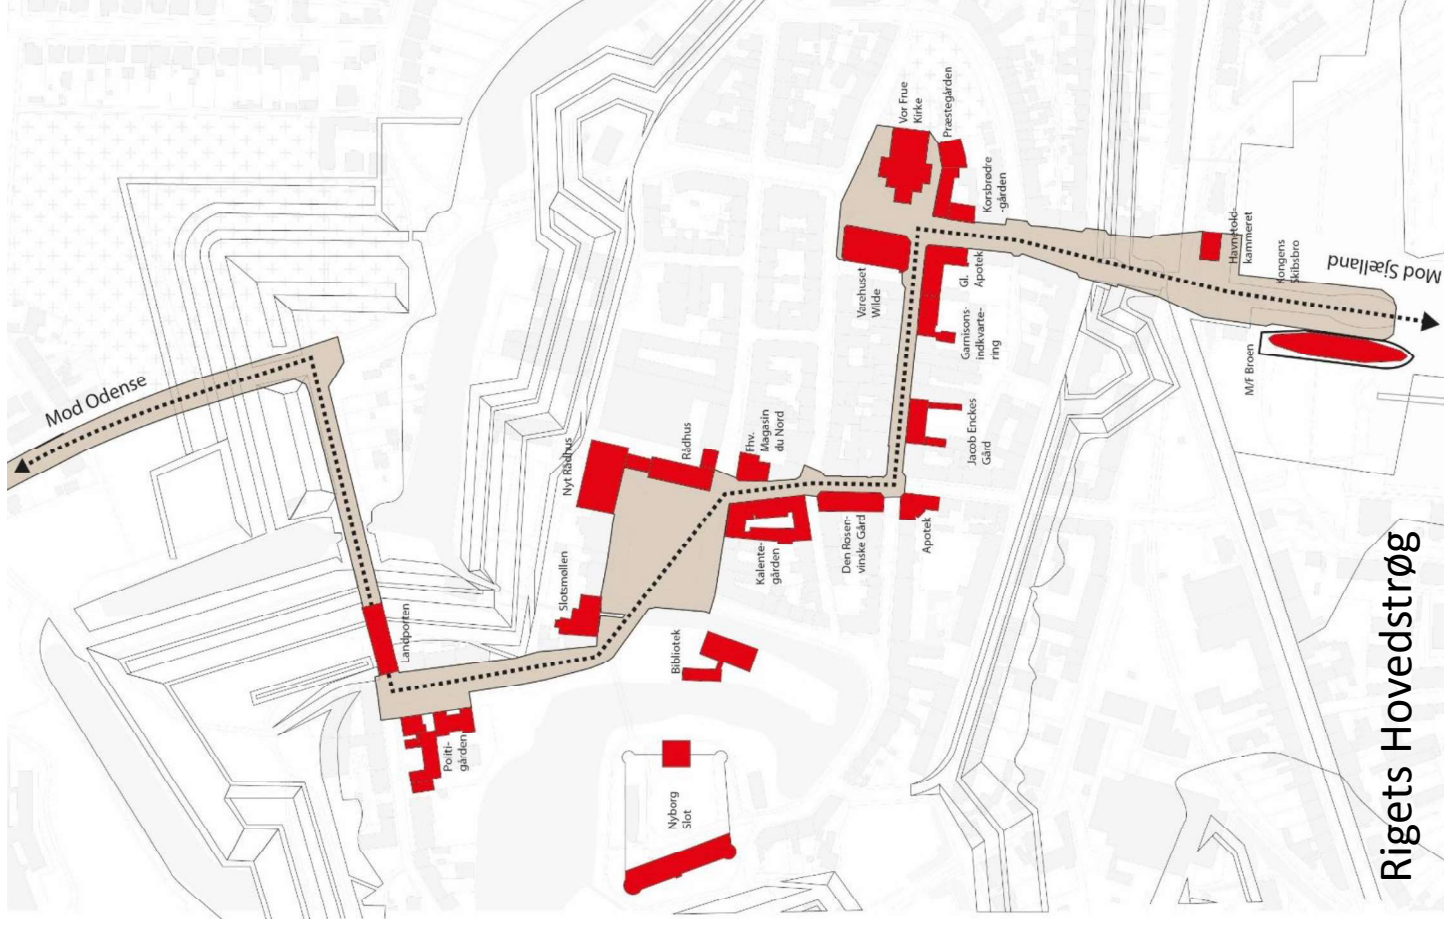 Mod Odense
Vor Frue
Kirke
Præstegården
Korsbrødre
-gården
Varehuset
Wilde
Gl.
Apotek
Garnisons-
indkvarte-
ring
Havnetold-
kammeret
Kongens
Skibsbro
Mod Sjælland
M/F Broen
Jacob Enckes
Gård
Nyt Rådhus
Rådhus
Fhv.
Magasin
du Nord
Slotsmøllen
Kalente-
gården
Den Rosen-
vinske Gård
Apotek
Landporten
Bibliotek
Politi-
gården
Nyborg
Slot
Rigets Hovedstrøg